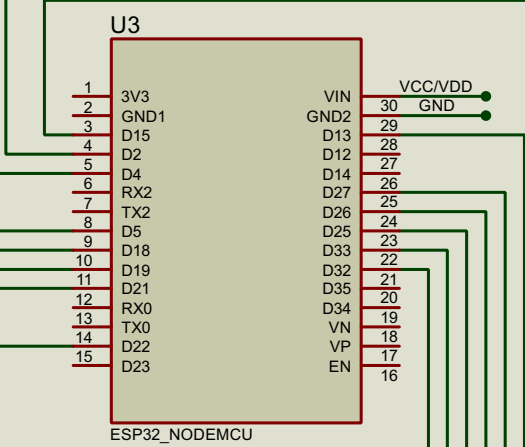 U3
1 3V3 VIN VCC/VDD
2 GND1 GND2 30 GND
3 D15 D13 29
4 D2 D12 28
5 D4 D14 27
6 RX2 D27 26
7 TX2 D26 25
8 D5 D25 24
9 D18 D33 23
10 D19 D32 22
11 D21 D35 21
12 RX0 D34 20
13 TX0 VN 19
14 D22 VP 18
15 D23 EN 17
16
ESP32_NODEMCU